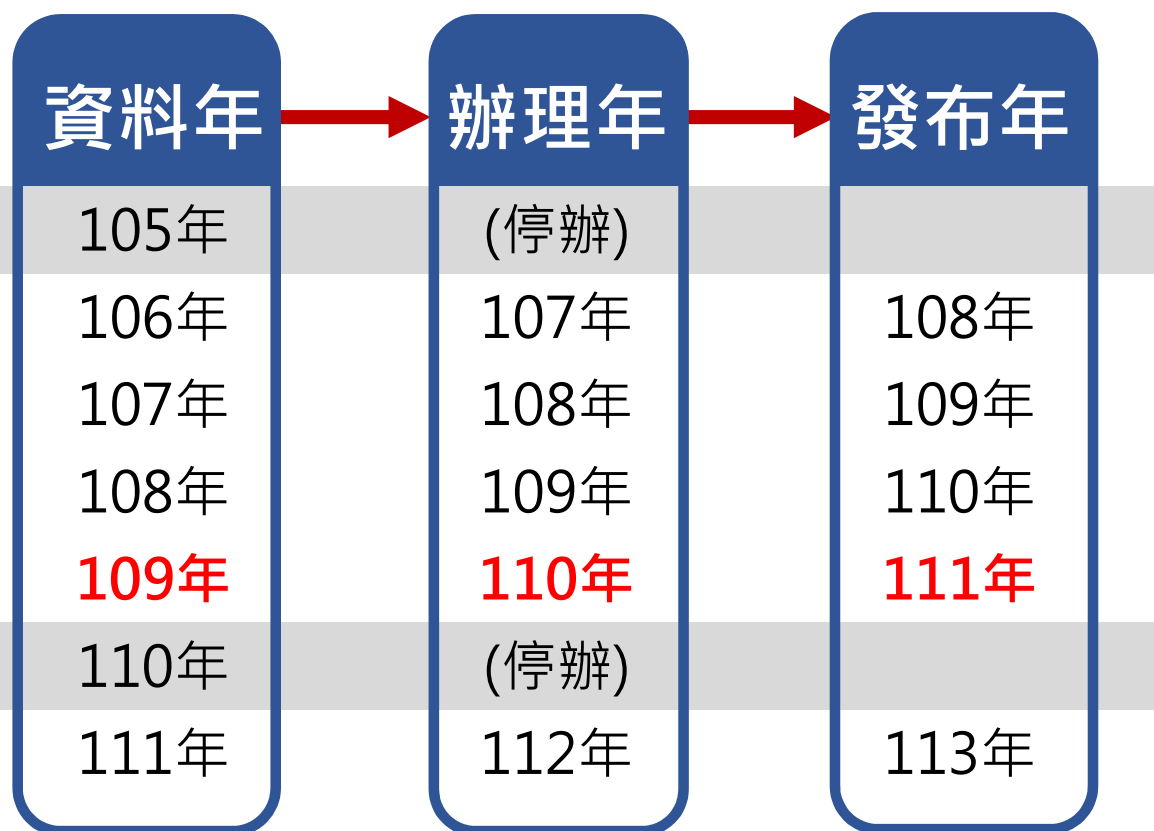 資料年 辦理年 發布年
105年 (停辦)
106年 107年 108年
107年 108年 109年
108年 109年 110年
109年 110年 111年
110年 (停辦)
111年 112年 113年